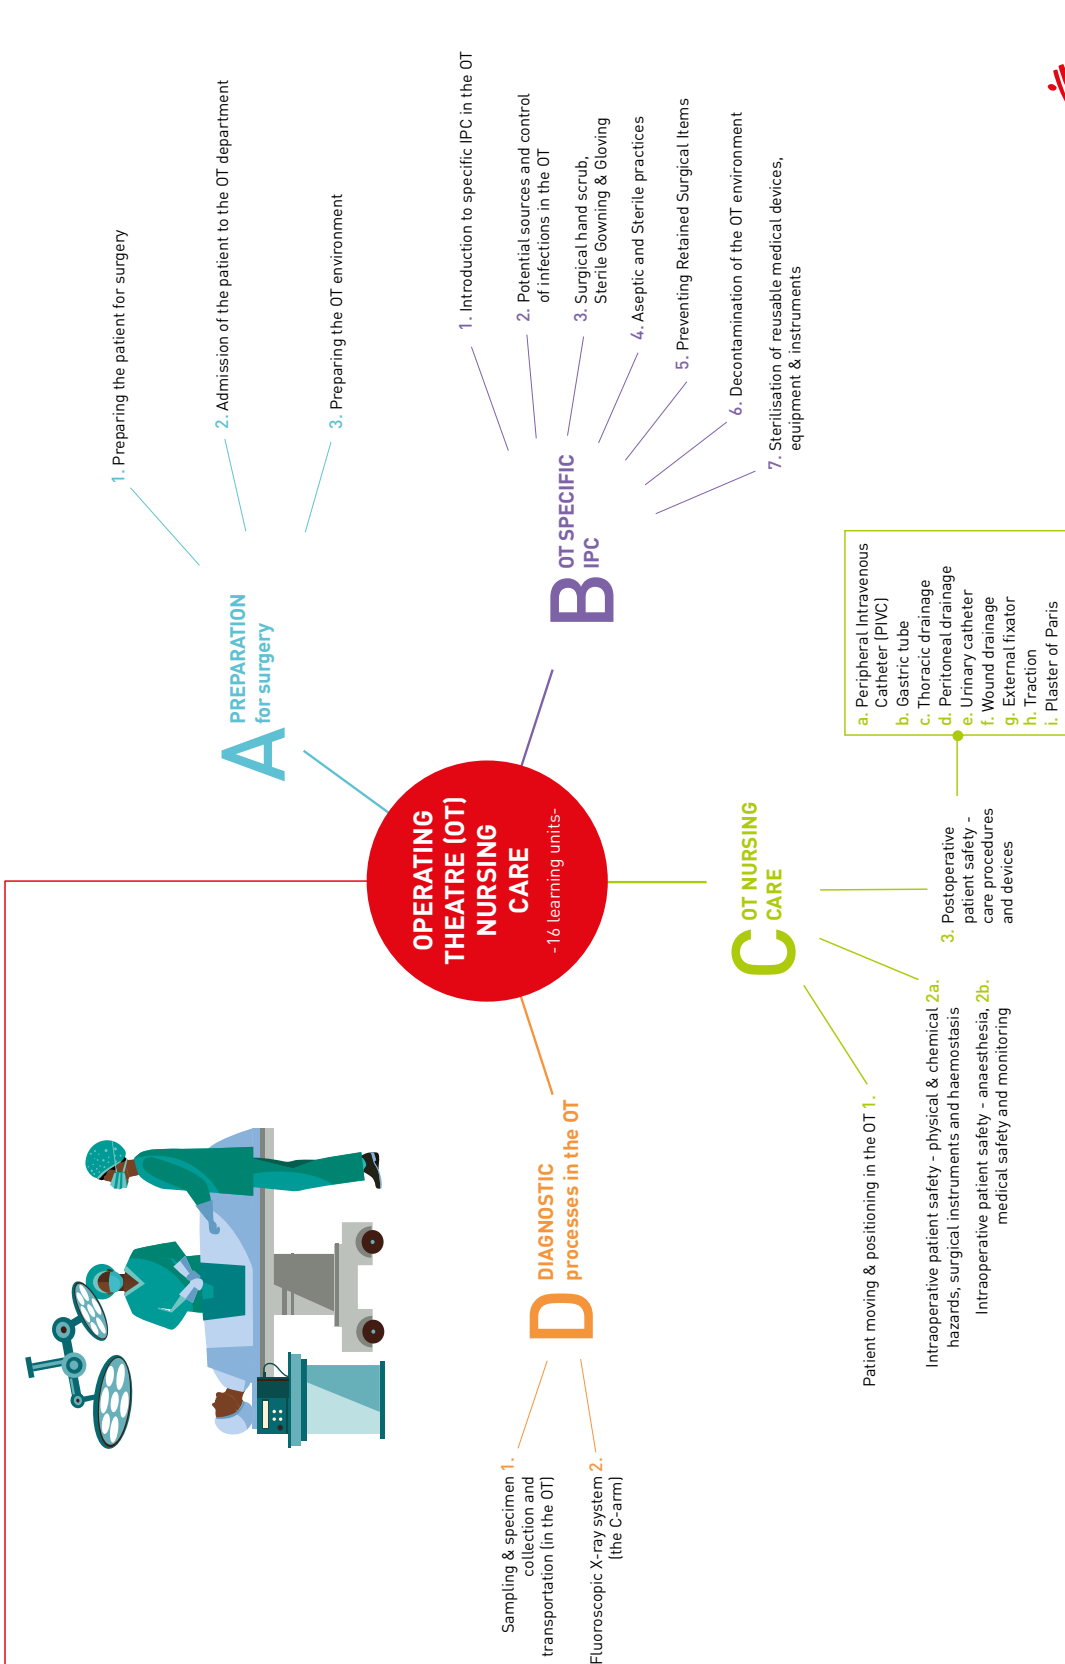 OPERATING
THEATRE (OT)
NURSING
CARE
-16 learning units-
A
PREPARATION
for surgery
1. Preparing the patient for surgery
2. Admission of the patient to the OT department
3. Preparing the OT environment
B
OT SPECIFIC
IPC
1. Introduction to specific IPC in the OT
2. Potential sources and control
of infections in the OT
3. Surgical hand scrub,
Sterile Gowning & Gloving
4. Aseptic and Sterile practices
5. Preventing Retained Surgical Items
6. Decontamination of the OT environment
7. Sterilisation of reusable medical devices,
equipment & instruments
C
OT NURSING
CARE
Patient moving & positioning in the OT 1.
Intraoperative patient safety - physical & chemical 2a.
hazards, surgical instruments and haemostasis
Intraoperative patient safety - anaesthesia, 2b.
medical safety and monitoring
3. Postoperative
patient safety -
care procedures
and devices
a. Peripheral Intravenous
Catheter (PIVC)
b. Gastric tube
c. Thoracic drainage
d. Peritoneal drainage
e. Urinary catheter
f. Wound drainage
g. External fixator
h. Traction
i. Plaster of Paris
D
DIAGNOSTIC
processes in the OT
Sampling & specimen 1.
collection and
transportation (in the OT)
Fluoroscopic X-ray system 2.
(the C-arm)